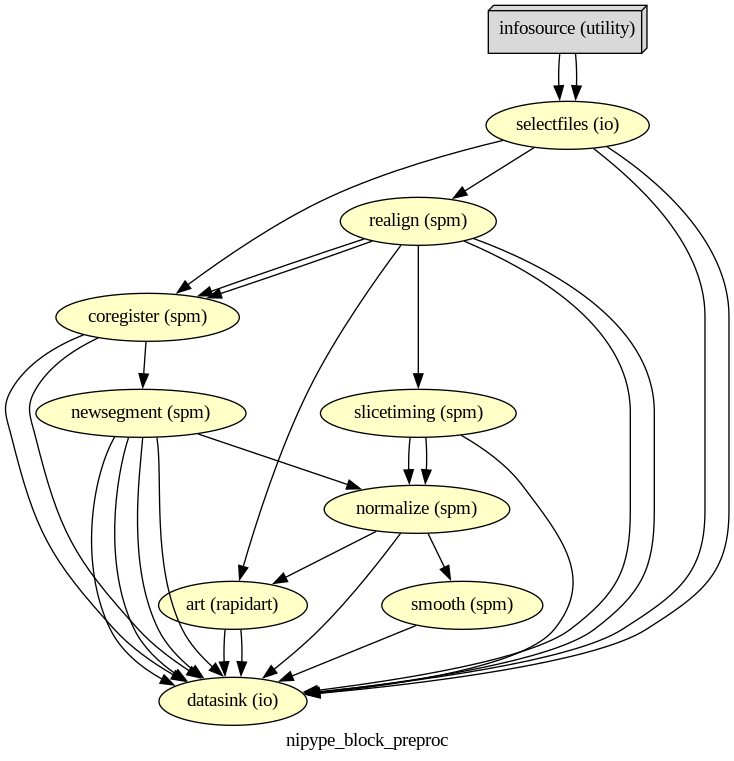 infosource (utility)
selectfiles (io)
realign (spm)
coregister (spm)
newsegment (spm)
slicetiming (spm)
normalize (spm)
art (rapidart)
smooth (spm)
datasink (io)
nipype_block_preproc